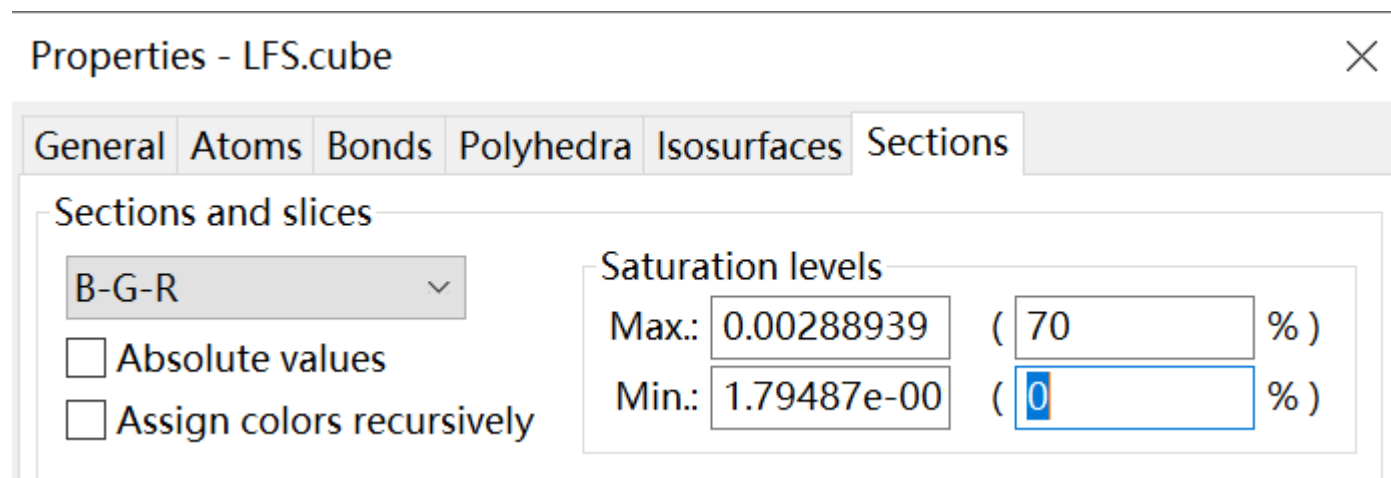 Properties - LFS.cube
General Atoms Bonds Polyhedra Isosurfaces Sections
Sections and slices
B-G-R
Absolute values
Assign colors recursively
Saturation levels
Max.: 0.00288939 ( 70 % )
Min.: 1.79487e-00 ( 0 % )